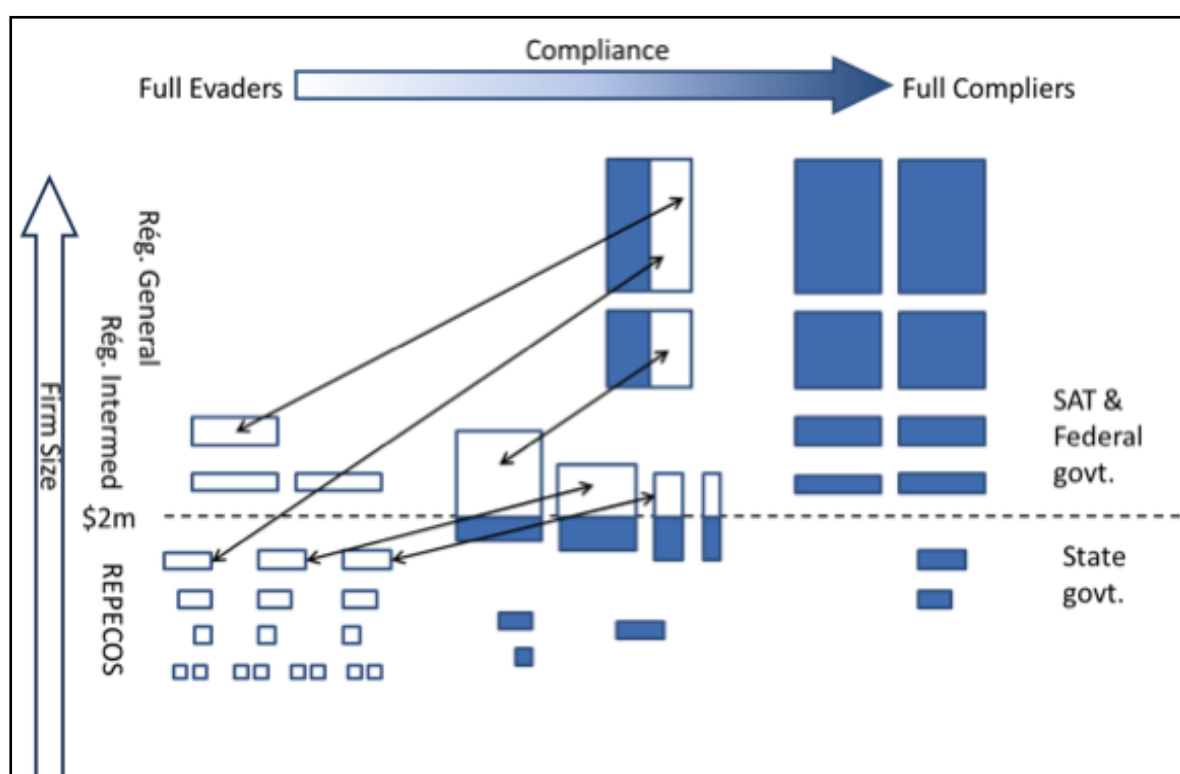 Compliance
Full Evaders
Full Compliers
Rég. General
Rég. Intermed
Firm Size
SAT &
Federal
govt.
$2m
REPECOS
State
govt.